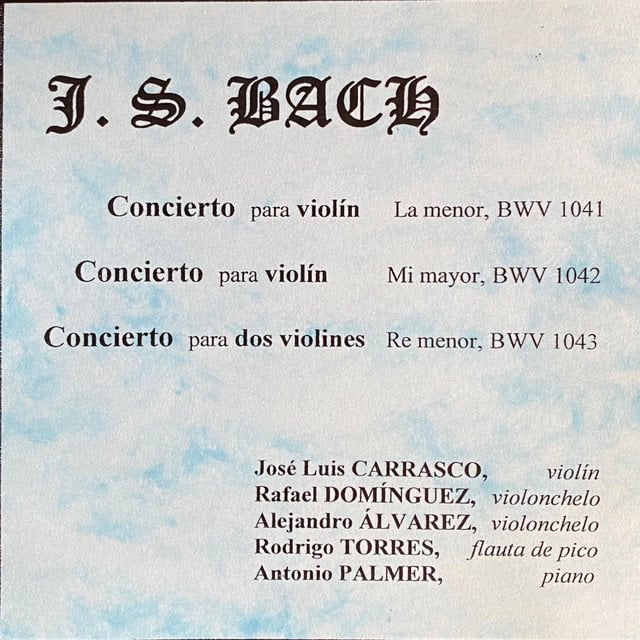 J. S. BACH
Concierto para violín La menor, BWV 1041
Concierto para violín Mi mayor, BWV 1042
Concierto para dos violines Re menor, BWV 1043
José Luis CARRASCO, violín
Rafael DOMÍNGUEZ, violonchelo
Alejandro ÁLVAREZ, violonchelo
Rodrigo TORRES, flauta de pico
Antonio PALMER, piano